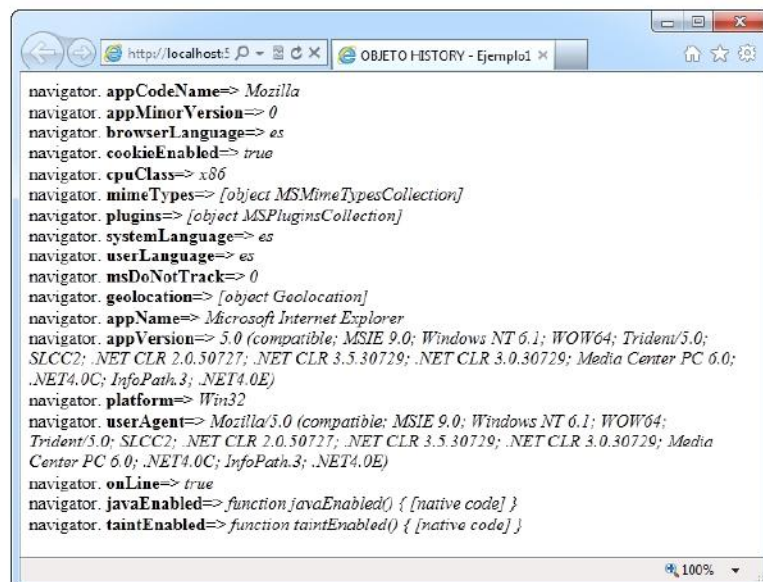 http://localhost:5
OBJETO HISTORY - Ejemplo1
navigator. appCodeName=> Mozilla
navigator. appMinorVersion=> 0
navigator. browserLanguage=> es
navigator. cookieEnabled=> true
navigator. cpuClass=> x86
navigator. mimeTypes=> [object MSMimeTypesCollection]
navigator. plugins=> [object MSPluginsCollection]
navigator. systemLanguage=> es
navigator. userLanguage=> es
navigator. msDoNotTrack=> 0
navigator. geolocation=> [object Geolocation]
navigator. appName=> Microsoft Internet Explorer
navigator. appVersion=> 5.0 (compatible; MSIE 9.0; Windows NT 6.1; WOW64; Trident/5.0;
SLCC2; .NET CLR 2.0.50727; .NET CLR 3.5.30729; .NET CLR 3.0.30729; Media Center PC 6.0;
.NET4.0C; InfoPath.3; .NET4.0E)
navigator. platform=> Win32
navigator. userAgent=> Mozilla/5.0 (compatible; MSIE 9.0; Windows NT 6.1; WOW64;
Trident/5.0; SLCC2; .NET CLR 2.0.50727; .NET CLR 3.5.30729; .NET CLR 3.0.30729; Media
Center PC 6.0; .NET4.0C; InfoPath.3; .NET4.0E)
navigator. onLine=> true
navigator. javaEnabled=> function javaEnabled() { [native code] }
navigator. taintEnabled=> function taintEnabled() { [native code] }
100%